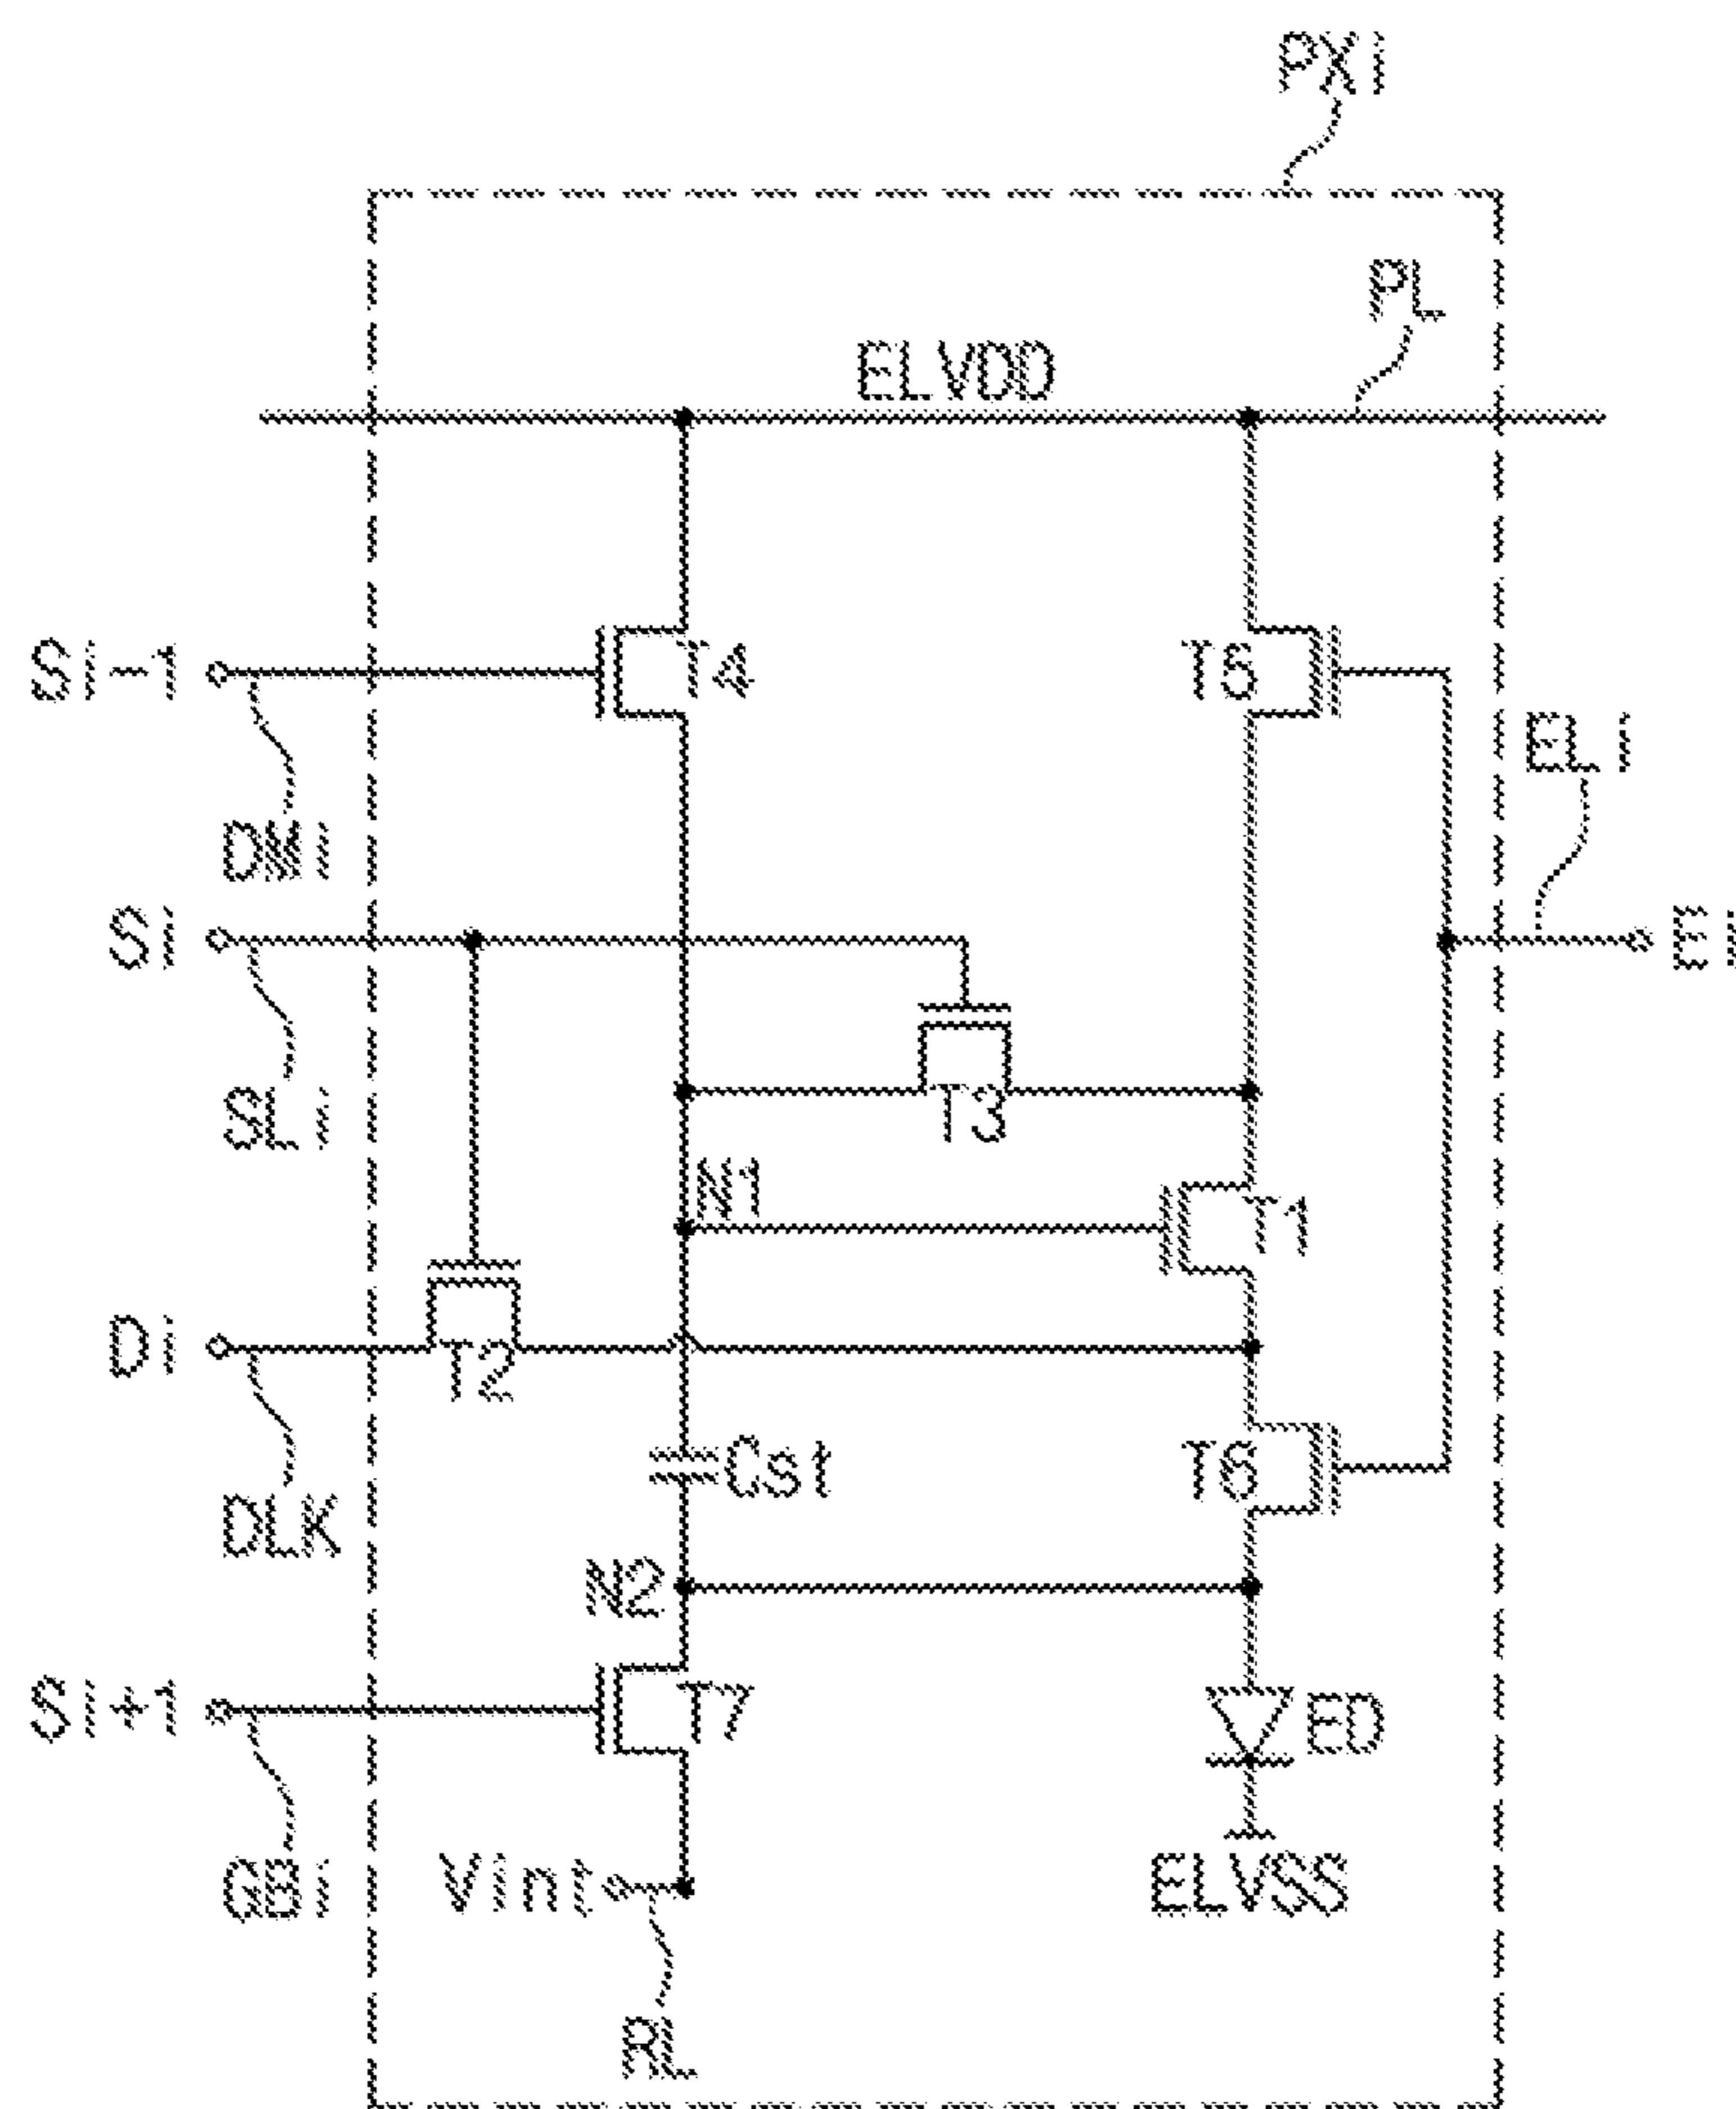 PXi
PL
ELVDD
Si-1
T4
T5
ELi
DMi
Si
Ei
SLi
T3
N1
T1
Di
T2
DLK
Cst
T6
N2
Si+1
T7
ED
GBi
Vint
ELVSS
RL